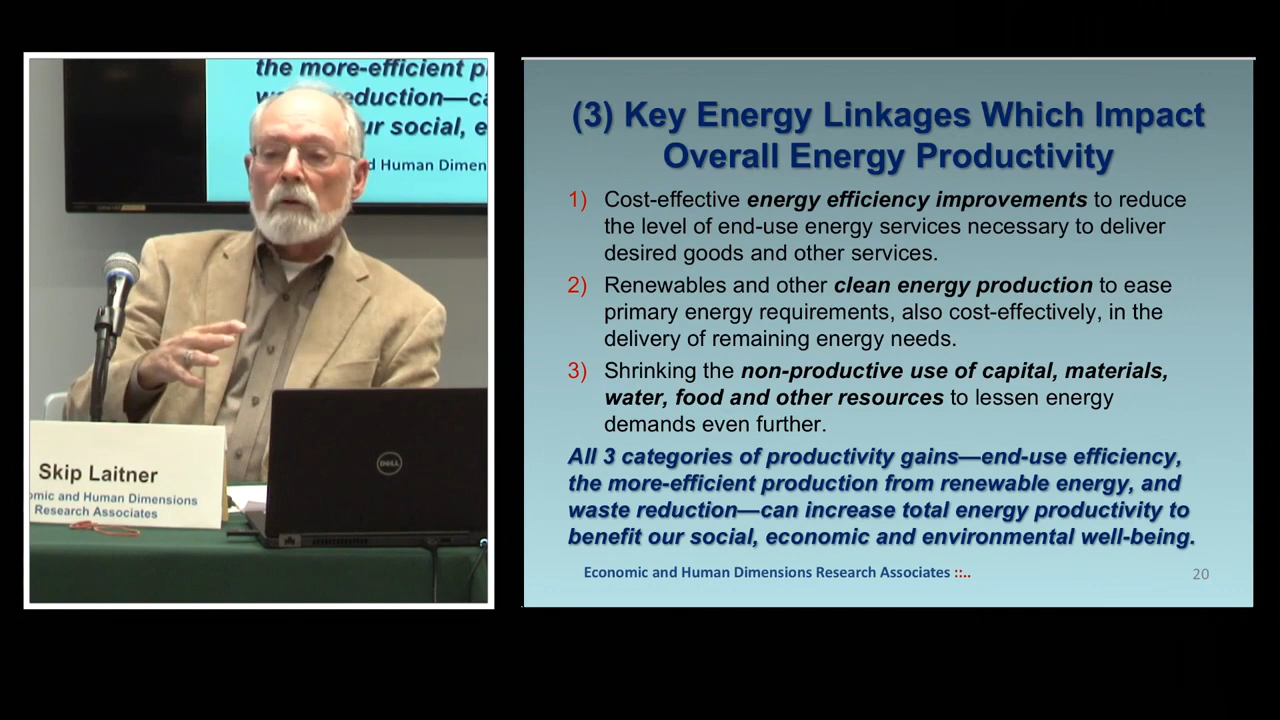 the more-efficient
eduction—ca
ur social, e
d Human Dimen
DELL
Skip Laitner
omic and Human Dimensions
Research Associates
(3) Key Energy Linkages Which Impact
Overall Energy Productivity
1) Cost-effective energy efficiency improvements to reduce
the level of end-use energy services necessary to deliver
desired goods and other services.
2) Renewables and other clean energy production to ease
primary energy requirements, also cost-effectively, in the
delivery of remaining energy needs.
3) Shrinking the non-productive use of capital, materials,
water, food and other resources to lessen energy
demands even further.
All 3 categories of productivity gains—end-use efficiency,
the more-efficient production from renewable energy, and
waste reduction—can increase total energy productivity to
benefit our social, economic and environmental well-being.
Economic and Human Dimensions Research Associates ::..
20